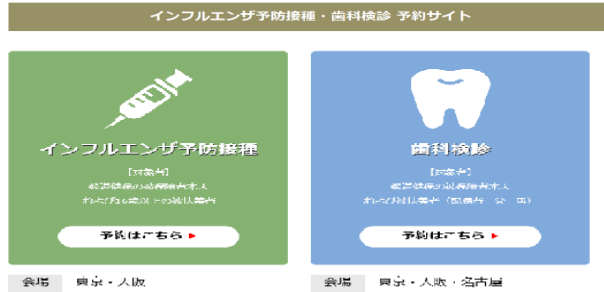 インフルエンザ予防接種・歯科検診 予約サイト
インフルエンザ予防接種
【対象者】
予約はこちら
会場 東京・大阪
歯科検診
【対象者】
予約はこちら
会場 東京・大阪・名古屋